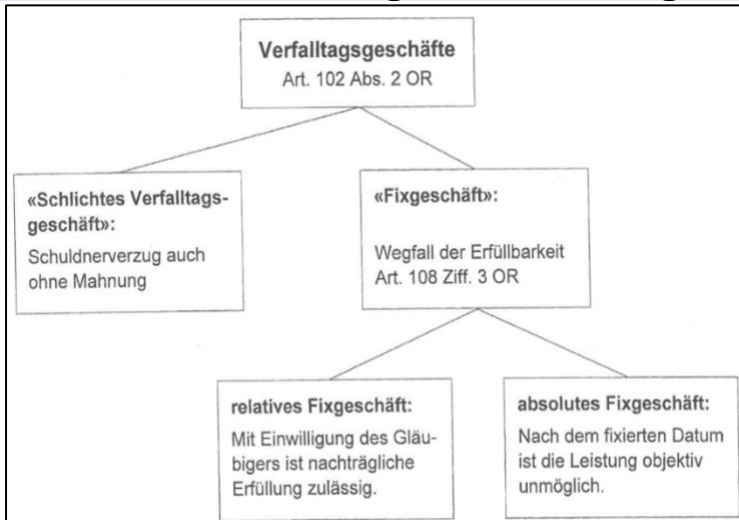 Verfalltagsgeschäfte
Art. 102 Abs. 2 OR
«Schlichtes Verfalltags-
geschäft»:
Schuldnerverzug auch
ohne Mahnung
«Fixgeschäft»:
Wegfall der Erfüllbarkeit
Art. 108 Ziff. 3 OR
relatives Fixgeschäft:
Mit Einwilligung des Gläu-
bigers ist nachträgliche
Erfüllung zulässig.
absolutes Fixgeschäft:
Nach dem fixierten Datum
ist die Leistung objektiv
unmöglich.